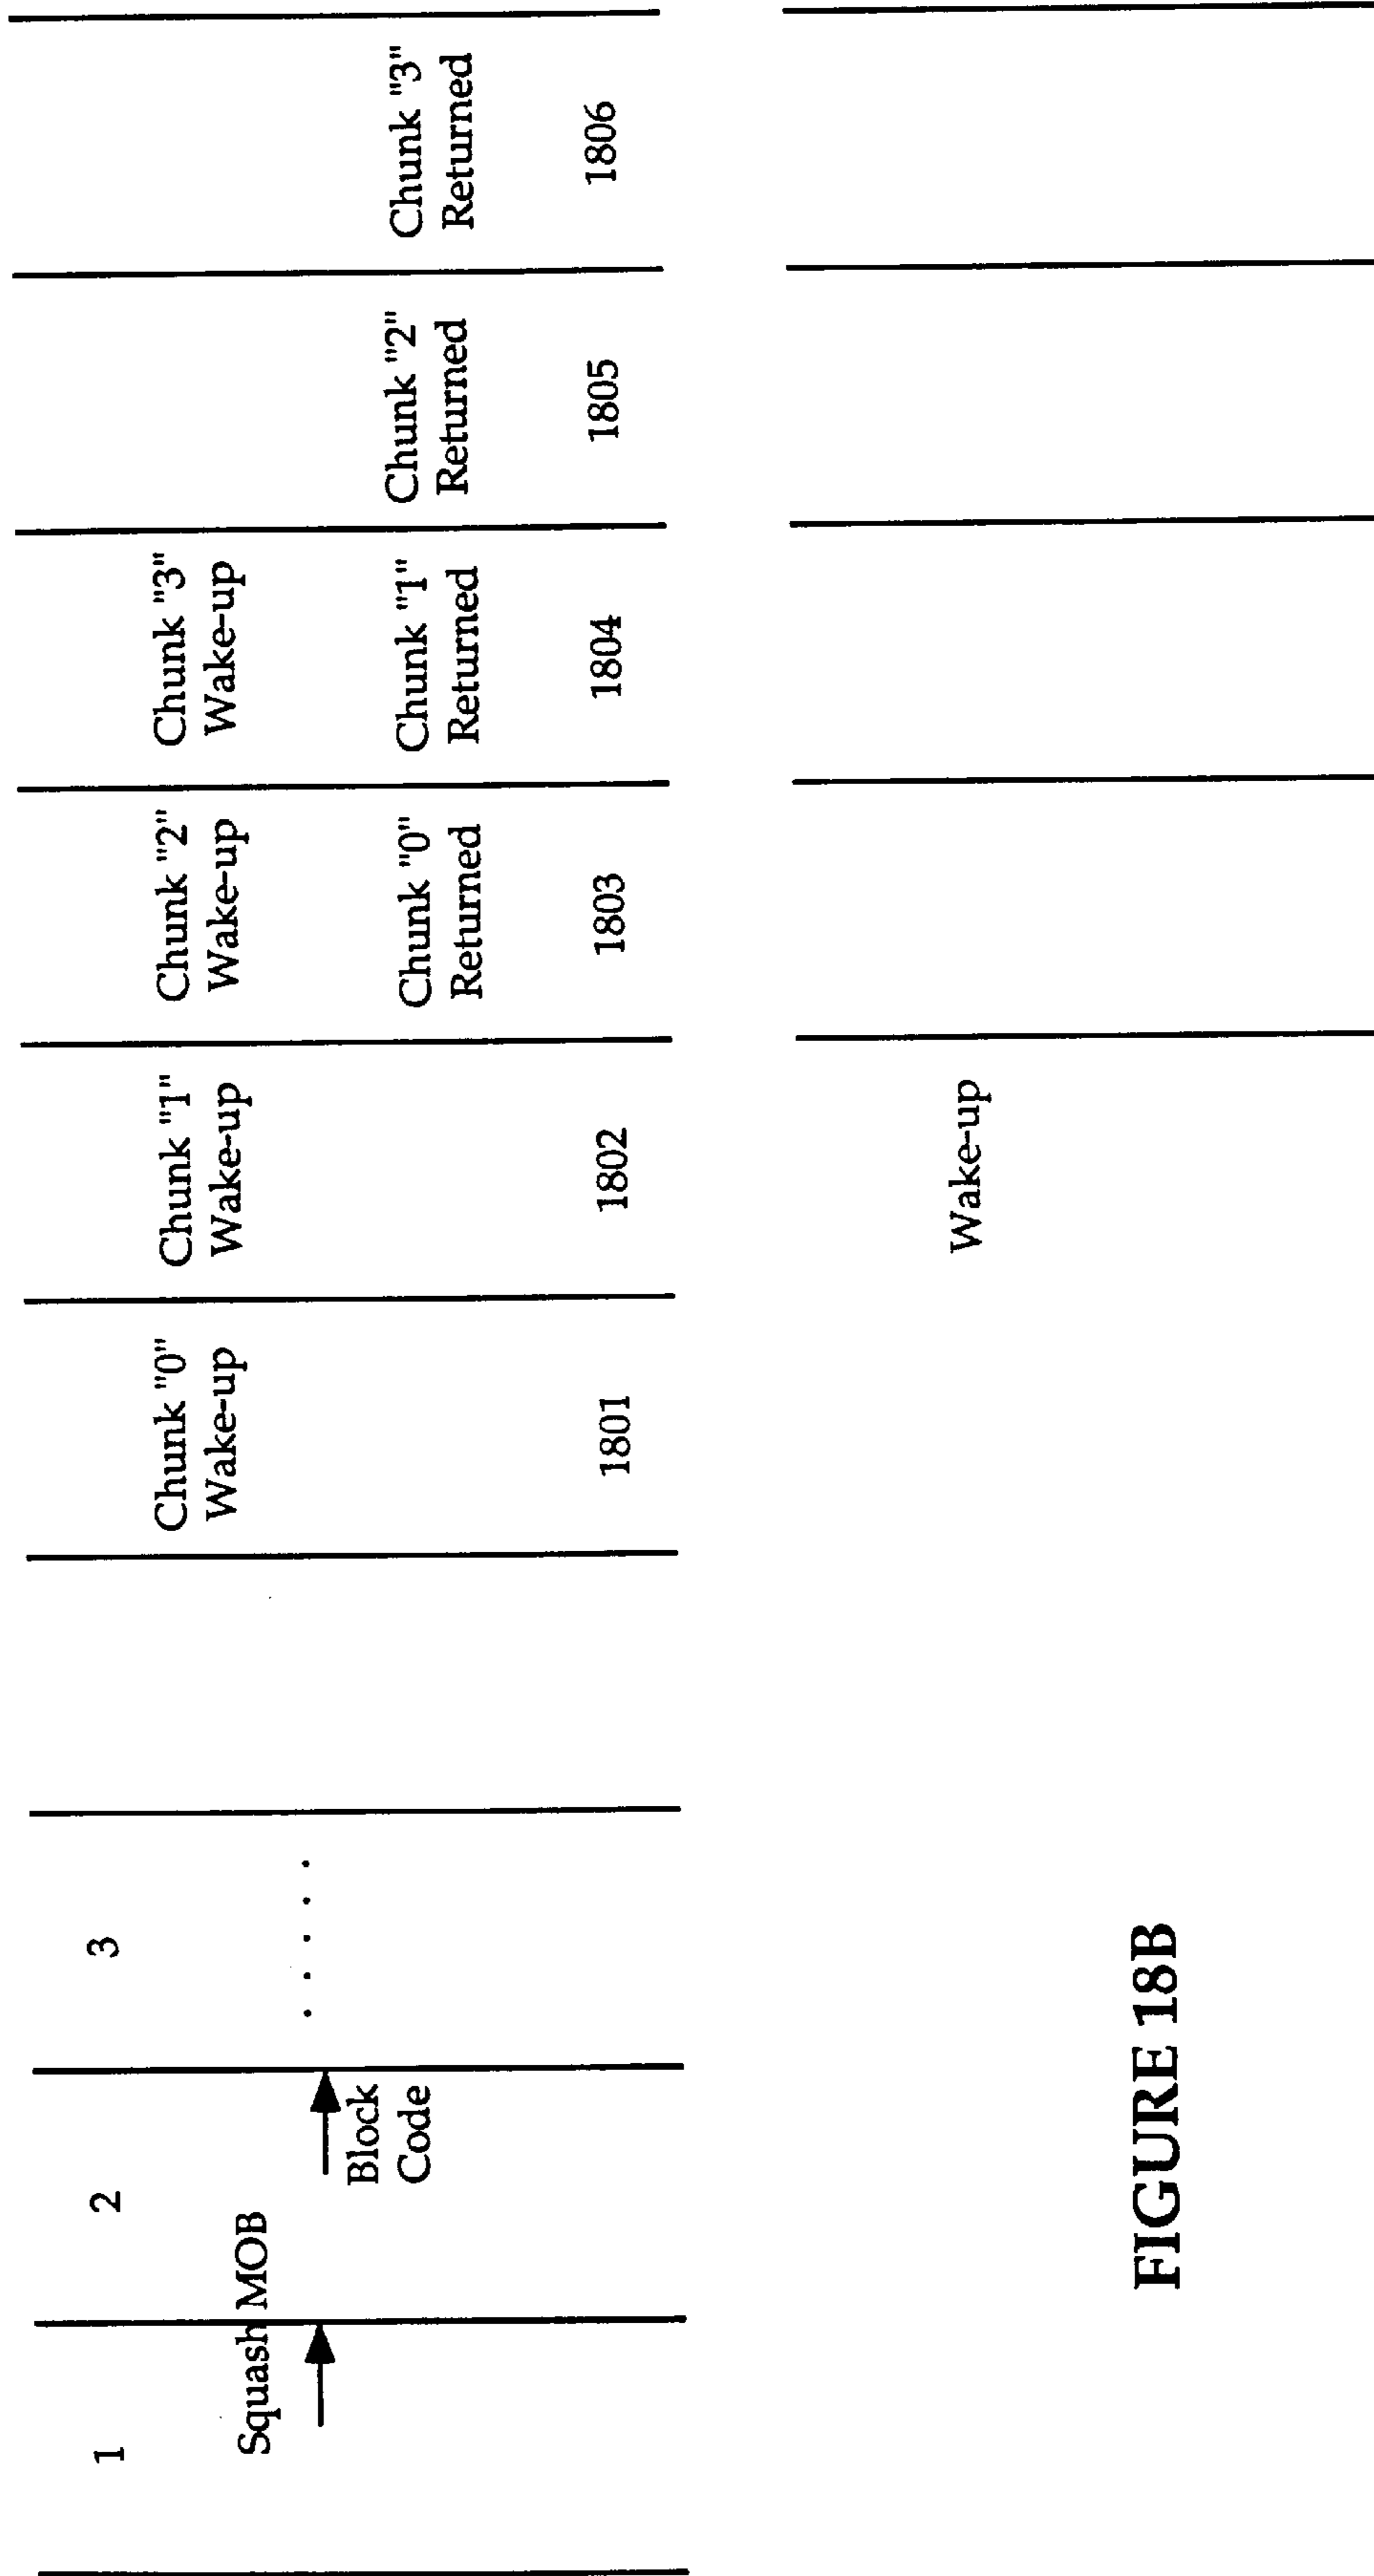 1
2
3
Chunk "0"
Wake-up
Chunk "1"
Wake-up
Chunk "2"
Wake-up
Chunk "3"
Wake-up
Squash MOB
Block
Code
. . . . .
Chunk "0"
Returned
Chunk "1"
Returned
Chunk "2"
Returned
Chunk "3"
Returned
1801
1802
1803
1804
1805
1806
Wake-up
FIGURE 18B